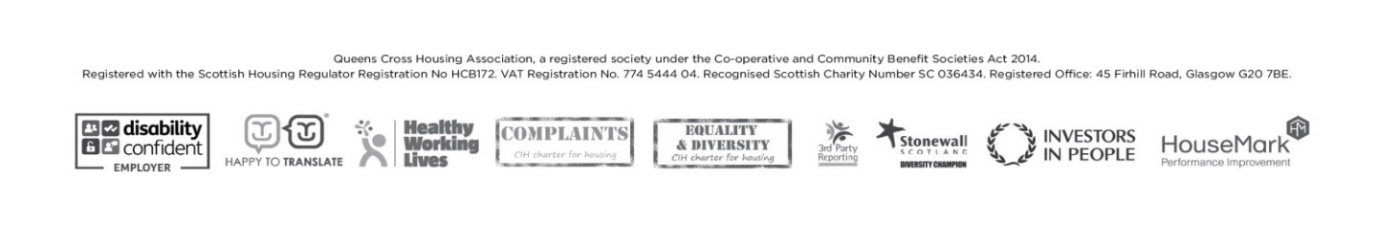 Queens Cross Housing Association, a registered society under the Co-operative and Community Benefit Societies Act 2014.
Registered with the Scottish Housing Regulator Registration No HCB172. VAT Registration No. 774 5444 04. Recognised Scottish Charity Number SC 036434. Registered Office: 45 Firhill Road, Glasgow G20 7BE.
disability
confident
EMPLOYER
HAPPY TO TRANSLATE
Healthy
Working
Lives
COMPLAINTS
CIH charter for housing
EQUALITY
& DIVERSITY
CIH charter for housing
3rd Party
Reporting
Stonewall
SCOTLAND
DIVERSITY CHAMPION
INVESTORS
IN PEOPLE
HouseMark
Performance Improvement
HM